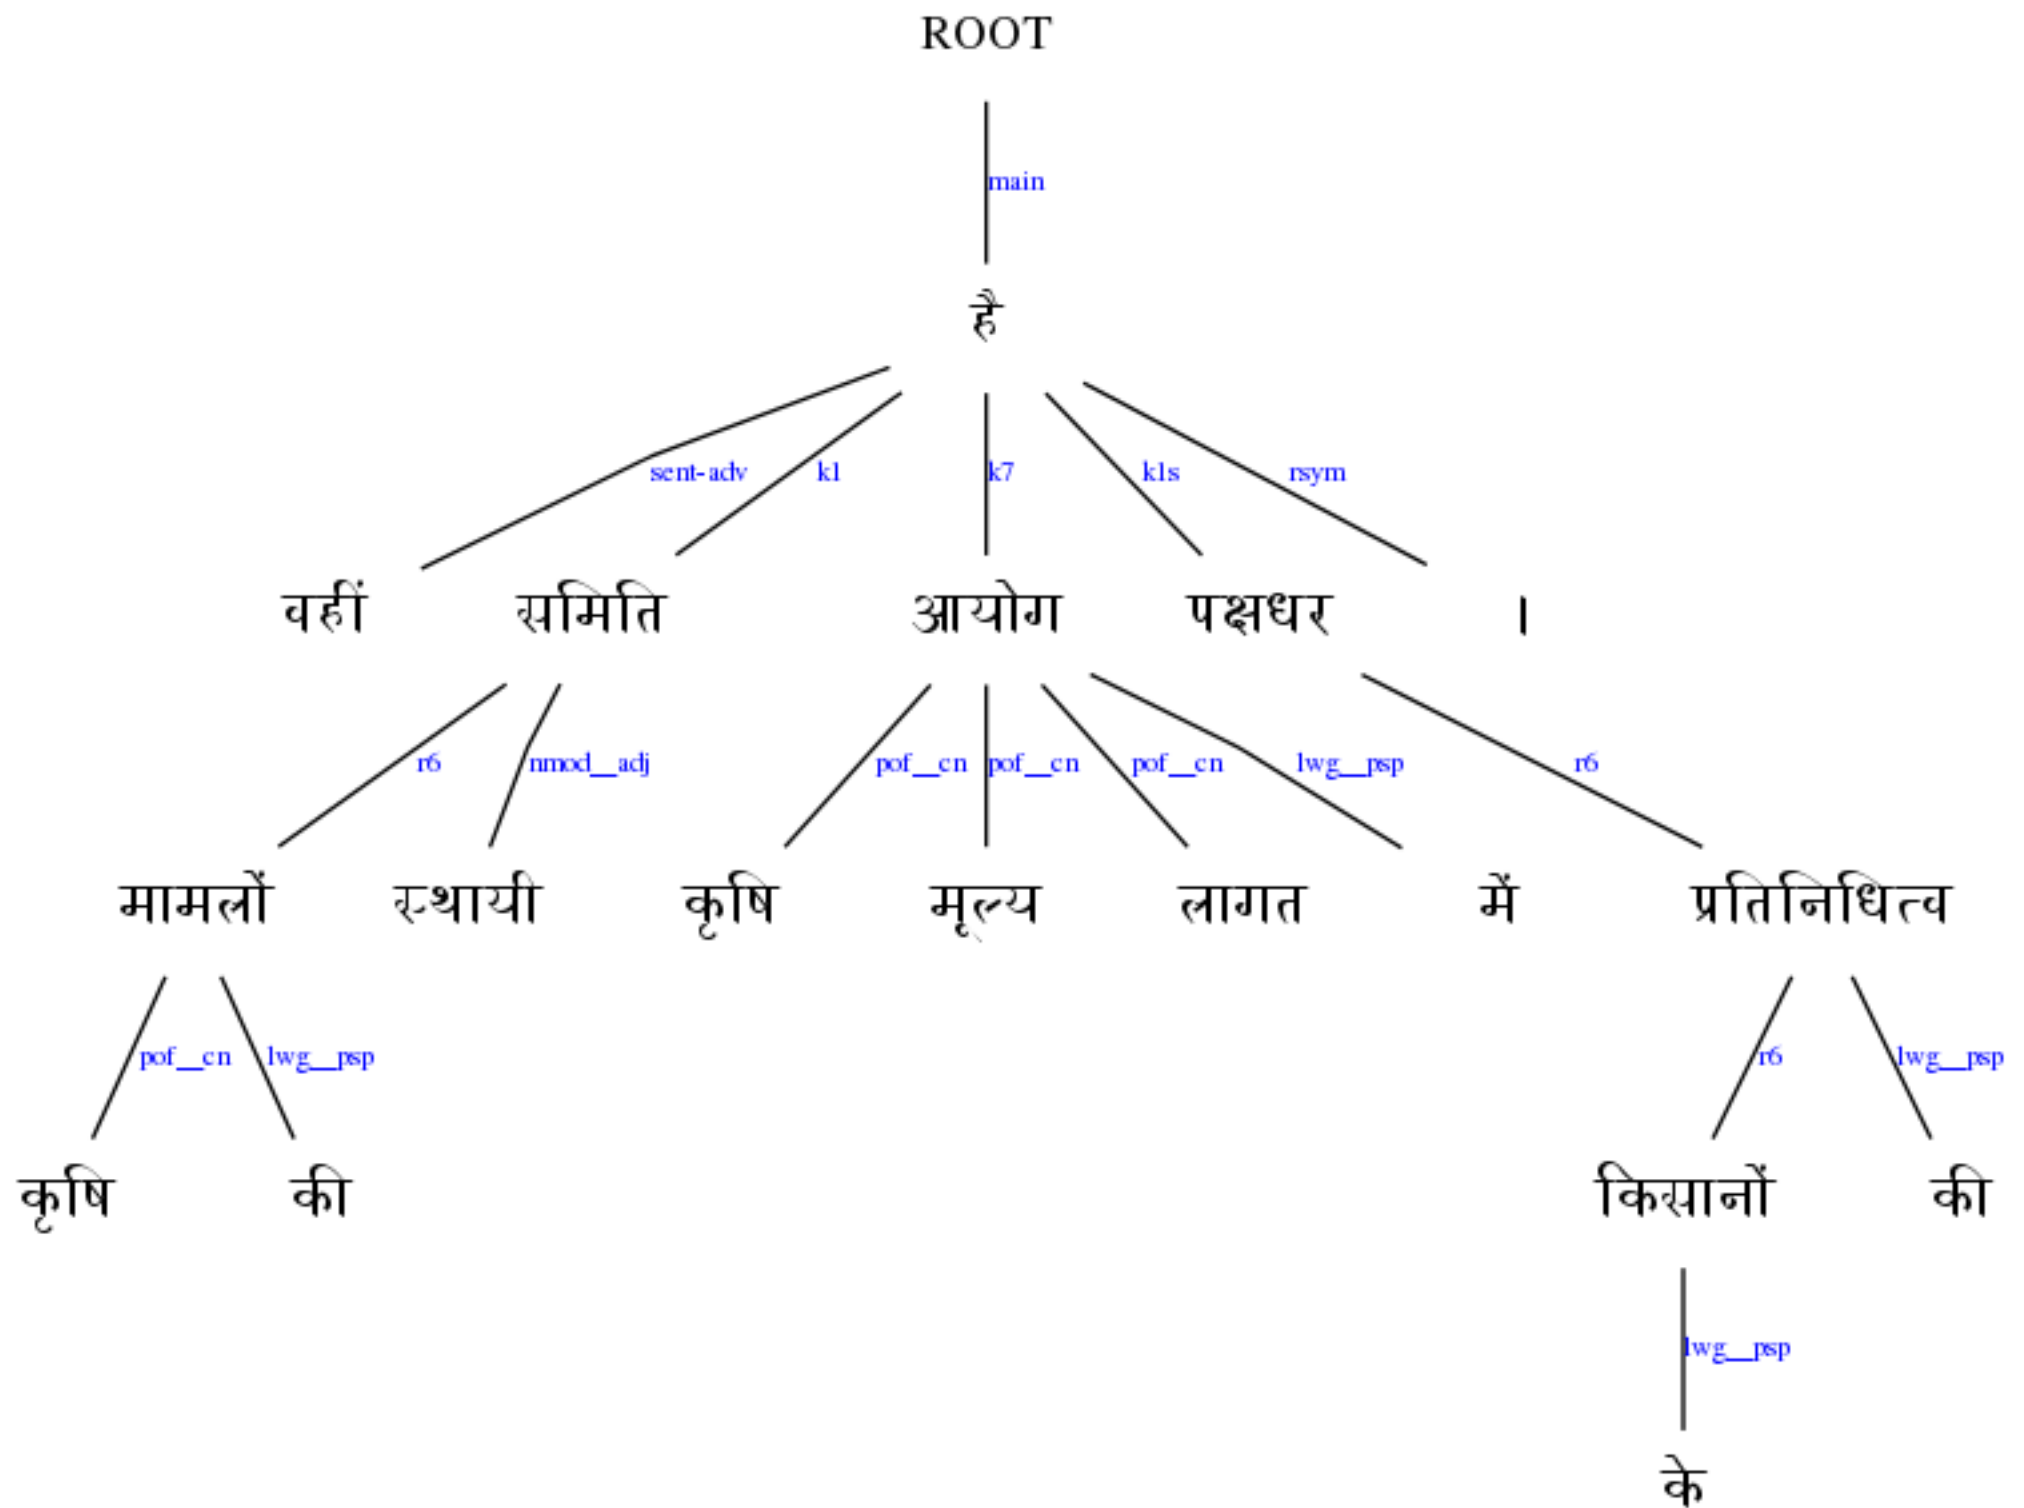 ROOT
main
है
sent-adv k1 k7 k1s rsym
वहीं समिति आयोग पक्षधर ।
r6 nmod__adj pof__cn pof__cn pof__cn lwg__psp r6
मामलों स्थायी कृषि मूल्य लागत में प्रतिनिधित्व
pof__cn lwg__psp r6 lwg__psp
कृषि की किसानों की
lwg__psp
के